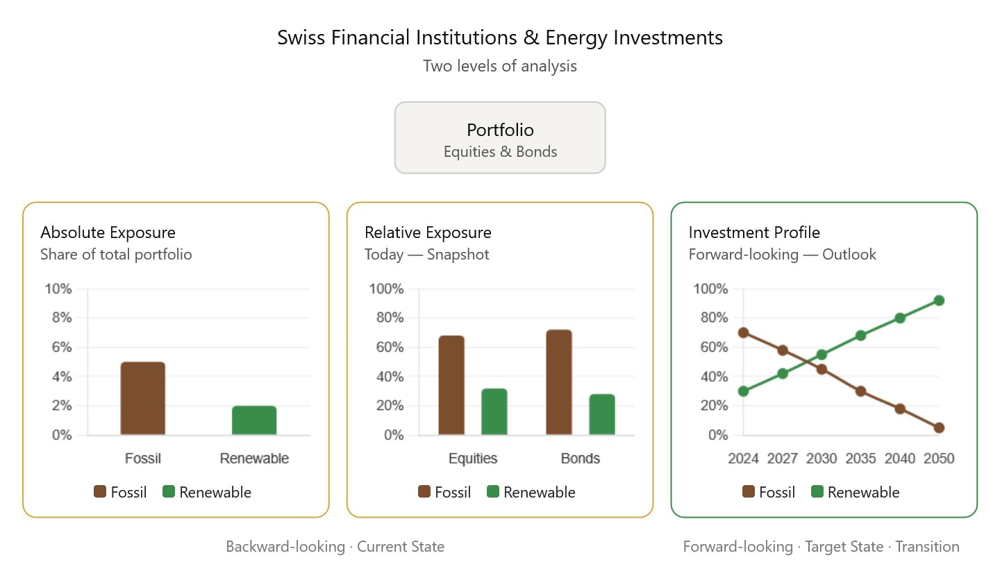 Swiss Financial Institutions & Energy Investments
Two levels of analysis
Portfolio
Equities & Bonds
Absolute Exposure
Share of total portfolio
10%
8%
6%
4%
2%
0%
Fossil Renewable
Fossil Renewable
Relative Exposure
Today — Snapshot
100%
80%
60%
40%
20%
0%
Equities Bonds
Fossil Renewable
Investment Profile
Forward-looking — Outlook
100%
80%
60%
40%
20%
0%
2024 2027 2030 2035 2040 2050
Fossil Renewable
Backward-looking · Current State
Forward-looking · Target State · Transition